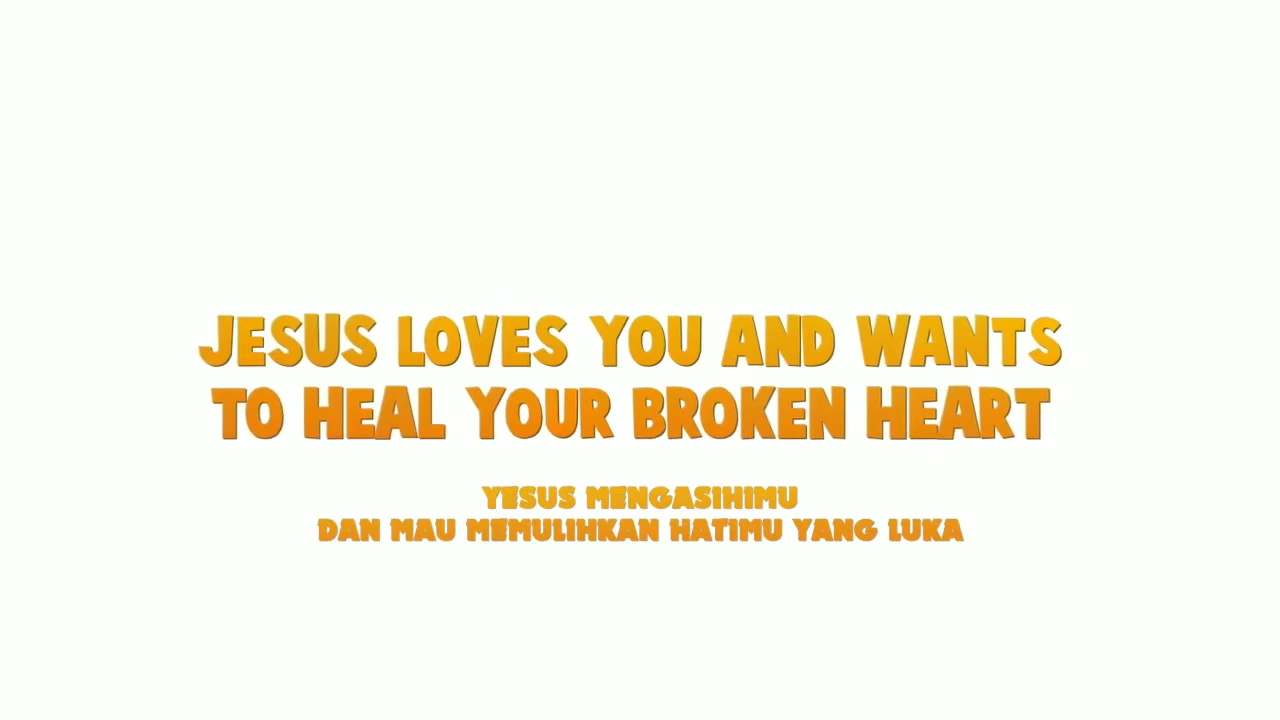 JESUS LOVES YOU AND WANTS
TO HEAL YOUR BROKEN HEART
YESUS MENGASIHIMU
DAN MAU MEMULIHKAN HATIMU YANG LUKA